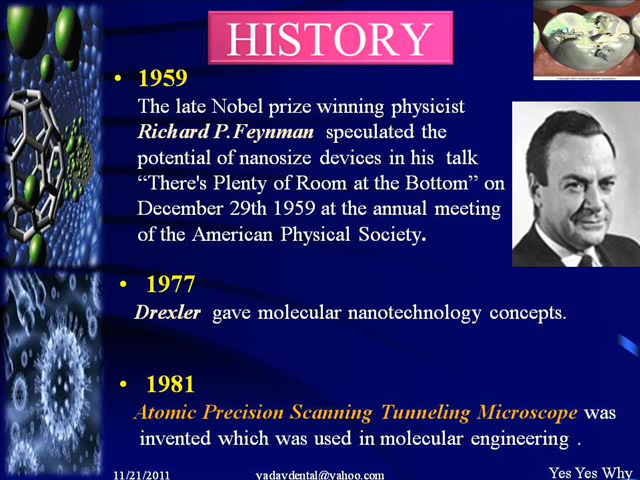 HISTORY
• 1959
The late Nobel prize winning physicist
Richard P.Feynman speculated the
potential of nanosize devices in his talk
“There's Plenty of Room at the Bottom” on
December 29th 1959 at the annual meeting
of the American Physical Society.
• 1977
Drexler gave molecular nanotechnology concepts.
• 1981
Atomic Precision Scanning Tunneling Microscope was
invented which was used in molecular engineering .
11/21/2011 yadavdental@yahoo.com Yes Yes Why